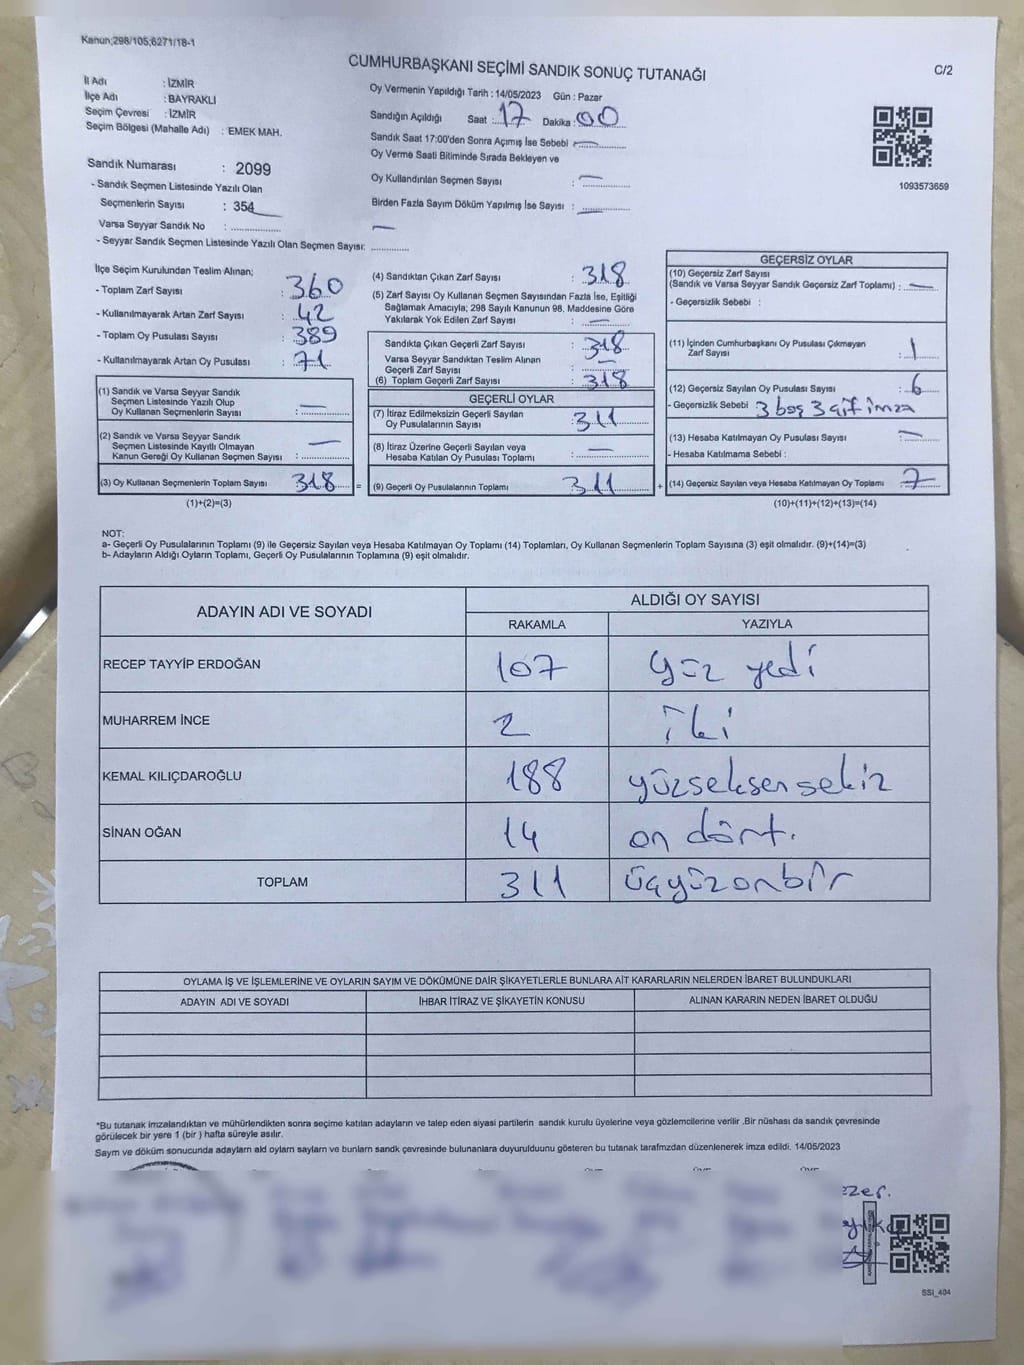 Kanun;298/105;6271/18-1
CUMHURBAŞKANI SEÇİMİ SANDIK SONUÇ TUTANAĞI
C/2
İl Adı : İZMİR
İlçe Adı : BAYRAKLI
Seçim Çevresi : İZMİR
Seçim Bölgesi (Mahalle Adı) : EMEK MAH.
Oy Vermenin Yapıldığı Tarih : 14/05/2023 Gün : Pazar
Sandığın Açıldığı Saat : 17 Dakika : 00
Sandık Saat 17:00'den Sonra Açımış İse Sebebi : —
Oy Verme Saati Bitiminde Sırada Bekleyen ve
Oy Kullandırılan Seçmen Sayısı : —
Birden Fazla Sayım Döküm Yapılmış İse Sayısı : —
1093573659
Sandık Numarası : 2099
- Sandık Seçmen Listesinde Yazılı Olan
Seçmenlerin Sayısı : 354
Varsa Seyyar Sandık No : —
- Seyyar Sandık Seçmen Listesinde Yazılı Olan Seçmen Sayısı:
İlçe Seçim Kurulundan Teslim Alınan;
- Toplam Zarf Sayısı : 360
- Kullanılmayarak Artan Zarf Sayısı : 42
- Toplam Oy Pusulası Sayısı : 389
- Kullanılmayarak Artan Oy Pusulası : 71
(1) Sandık ve Varsa Seyyar Sandık
Seçmen Listesinde Yazılı Olup
Oy Kullanan Seçmenlerin Sayısı : —
(2) Sandık ve Varsa Seyyar Sandık
Seçmen Listesinde Kayıtlı Olmayan
Kanun Gereği Oy Kullanan Seçmen Sayısı : —
(3) Oy Kullanan Seçmenlerin Toplam Sayısı 318 =
(1)+(2)=(3)
(4) Sandıktan Çıkan Zarf Sayısı : 318
(5) Zarf Sayısı Oy Kullanan Seçmen Sayısından Fazla İse, Eşitliği
Sağlamak Amacıyla; 298 Sayılı Kanunun 98. Maddesine Göre
Yakılarak Yok Edilen Zarf Sayısı : —
Sandıkta Çıkan Geçerli Zarf Sayısı : 318
Varsa Seyyar Sandıktan Teslim Alınan
Geçerli Zarf Sayısı : —
(6) Toplam Geçerli Zarf Sayısı : 318
GEÇERLİ OYLAR
(7) İtiraz Edilmeksizin Geçerli Sayılan
Oy Pusulalarının Sayısı : 311
(8) İtiraz Üzerine Geçerli Sayılan veya
Hesaba Katılan Oy Pusulası Toplamı : —
(9) Geçerli Oy Pusulalarının Toplamı 311 +
GEÇERSİZ OYLAR
(10) Geçersiz Zarf Sayısı
(Sandık ve Varsa Seyyar Sandık Geçersiz Zarf Toplamı) : —
- Geçersizlik Sebebi :
(11) İçinden Cumhurbaşkanı Oy Pusulası Çıkmayan
Zarf Sayısı : 1
(12) Geçersiz Sayılan Oy Pusulası Sayısı : 6
- Geçersizlik Sebebi 3 boş 3 çift imza
(13) Hesaba Katılmayan Oy Pusulası Sayısı : —
- Hesaba Katılmama Sebebi :
(14) Geçersiz Sayılan veya Hesaba Katılmayan Oy Toplamı 7
(10)+(11)+(12)+(13)=(14)
NOT:
a- Geçerli Oy Pusulalarının Toplamı (9) ile Geçersiz Sayılan veya Hesaba Katılmayan Oy Toplamı (14) Toplamları, Oy Kullanan Seçmenlerin Toplam Sayısına (3) eşit olmalıdır. (9)+(14)=(3)
b- Adayların Aldığı Oyların Toplamı, Geçerli Oy Pusulalarının Toplamına (9) eşit olmalıdır.
ADAYIN ADI VE SOYADI
ALDIĞI OY SAYISI
RAKAMLA YAZIYLA
RECEP TAYYİP ERDOĞAN 107 yüz yedi
MUHARREM İNCE 2 iki
KEMAL KILIÇDAROĞLU 188 yüzseksensekiz
SİNAN OĞAN 14 on dört.
TOPLAM 311 üçyüzonbir
OYLAMA İŞ VE İŞLEMLERİNE VE OYLARIN SAYIM VE DÖKÜMÜNE DAİR ŞİKAYETLERLE BUNLARA AİT KARARLARIN NELERDEN İBARET BULUNDUKLARI
ADAYIN ADI VE SOYADI İHBAR İTİRAZ VE ŞİKAYETİN KONUSU ALINAN KARARIN NEDEN İBARET OLDUĞU
*Bu tutanak imzalandıktan ve mühürlendikten sonra seçime katılan adayların ve talep eden siyasi partilerin sandık kurulu üyelerine veya gözlemcilerine verilir .Bir nüshası da sandık çevresinde
görülecek bir yere 1 (bir ) hafta süreyle asılır.
Saym ve döküm sonucunda adaylarn ald oylarn saylarn ve bunlarn sandk çevresinde bulunanlara duyurulduunu gösteren bu tutanak tarafmzdan düzenlenerek imza edildi. 14/05/2023
SSI_404